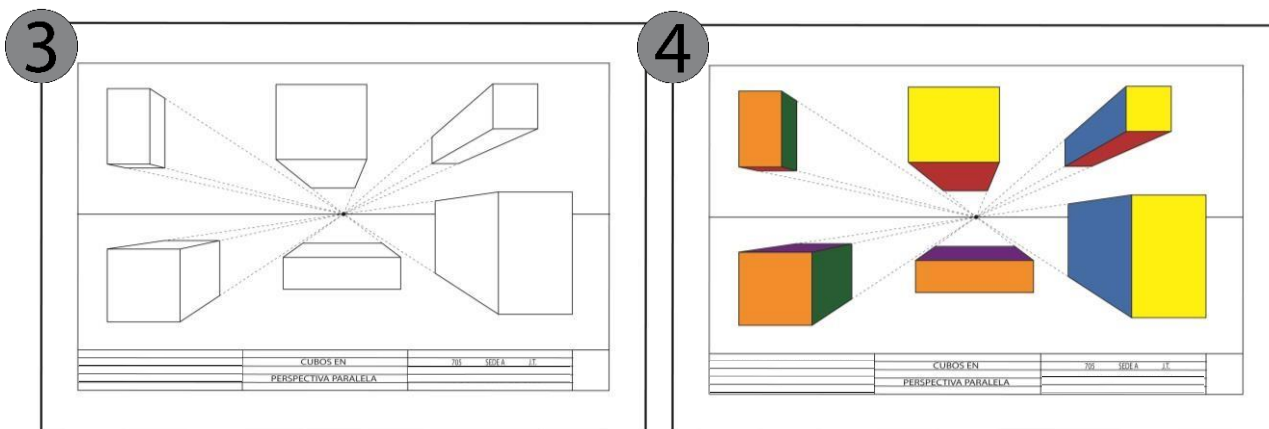 3
CUBOS EN
705 SEDE A J.T.
PERSPECTIVA PARALELA
4
CUBOS EN
705 SEDE A J.T.
PERSPECTIVA PARALELA